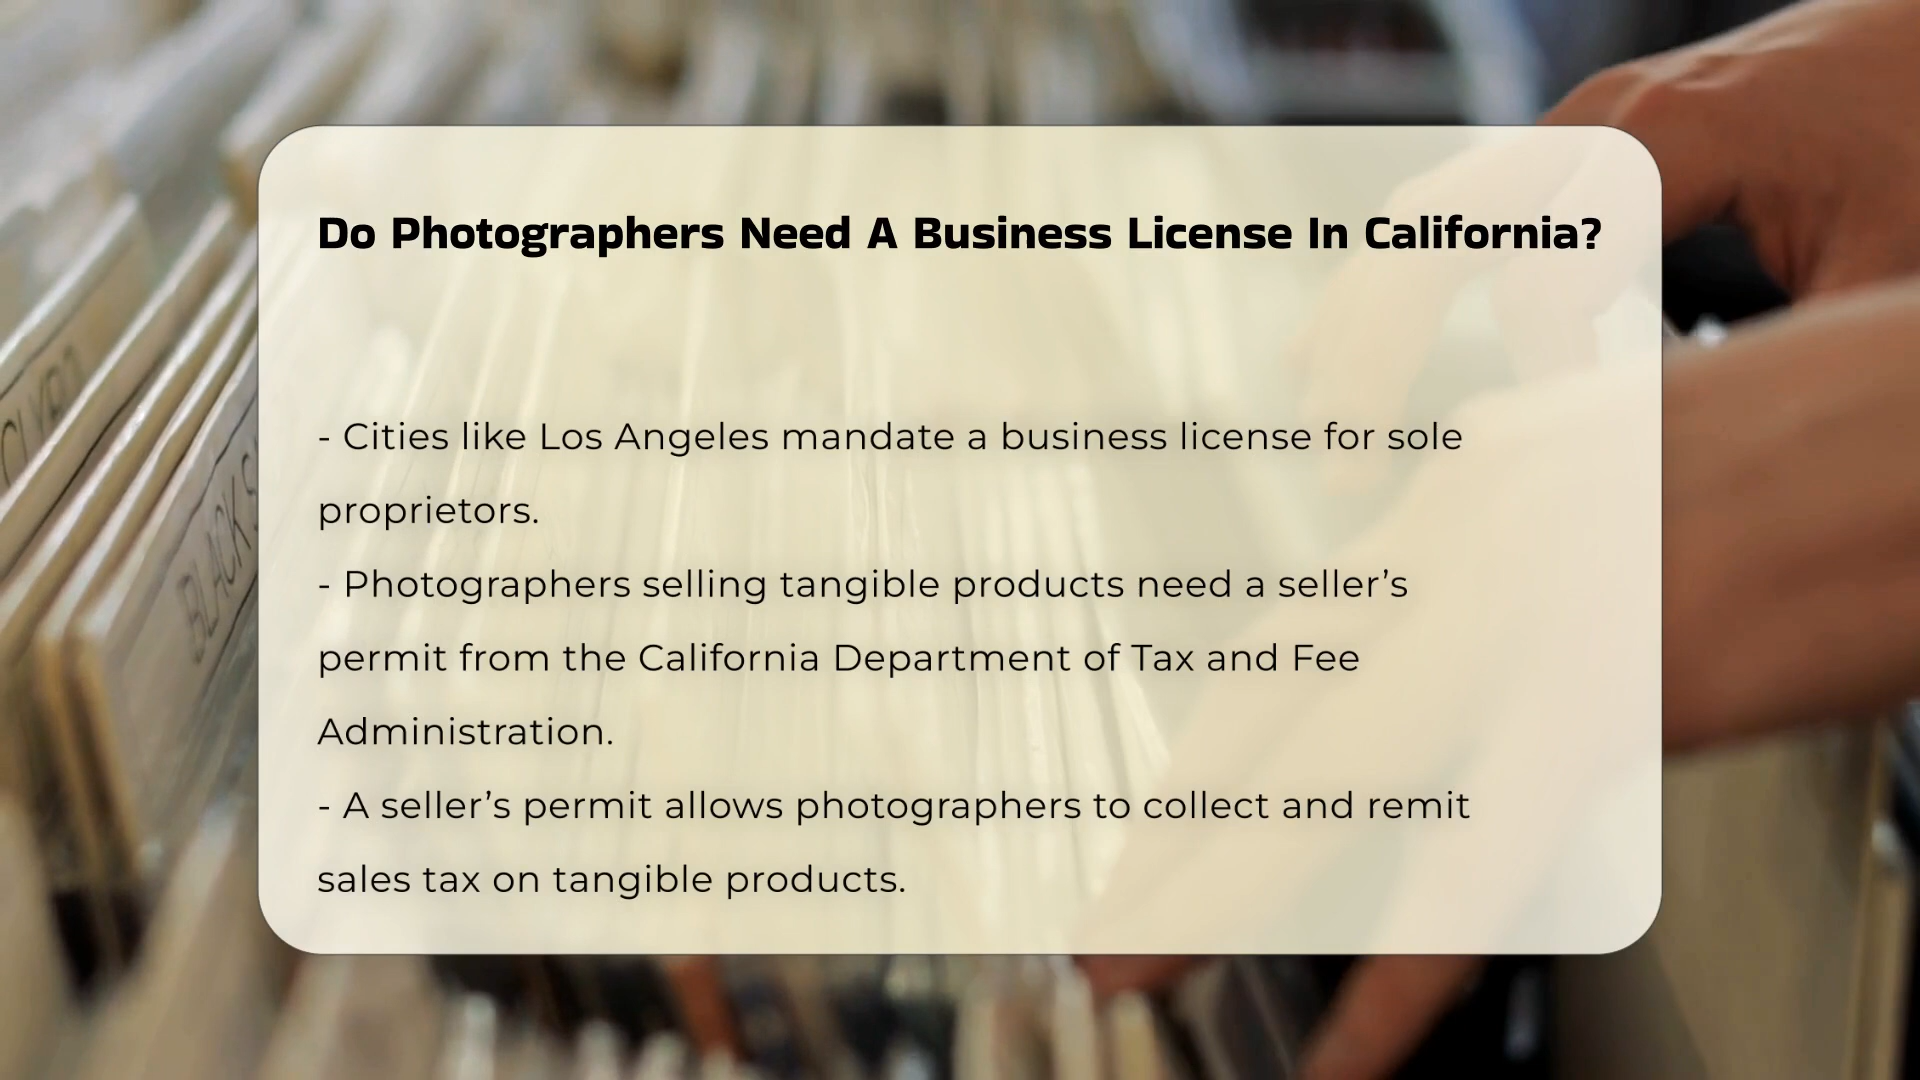 Do Photographers Need A Business License In California?
- Cities like Los Angeles mandate a business license for sole
proprietors.
- Photographers selling tangible products need a seller’s
permit from the California Department of Tax and Fee
Administration.
- A seller’s permit allows photographers to collect and remit
sales tax on tangible products.